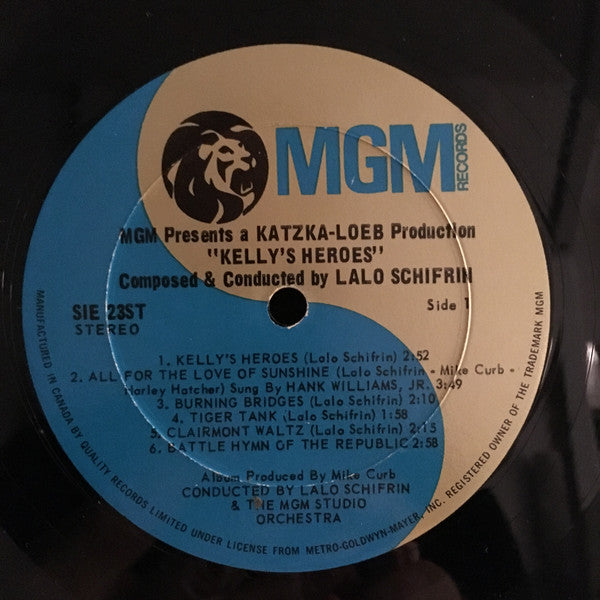 MGM
RECORDS
MGM Presents a KATZKA-LOEB Production
"KELLY'S HEROES"
Composed & Conducted by LALO SCHIFRIN
SIE 23ST
STEREO
Side 1
1. KELLY'S HEROES (Lalo Schifrin) 2:52
2. ALL FOR THE LOVE OF SUNSHINE (Lalo Schifrin - Mike Curb -
Harley Hatcher) Sung By HANK WILLIAMS, JR. 3:49
3. BURNING BRIDGES (Lalo Schifrin) 2:10
4. TIGER TANK (Lalo Schifrin) 1:58
5. CLAIRMONT WALTZ (Lalo Schifrin) 2:15
6. BATTLE HYMN OF THE REPUBLIC 2:58
Album Produced By Mike Curb
CONDUCTED BY LALO SCHIFRIN
& THE MGM STUDIO
ORCHESTRA
MANUFACTURED IN CANADA BY QUALITY RECORDS LIMITED UNDER LICENSE FROM METRO-GOLDWYN-MAYER, INC. REGISTERED OWNER OF THE TRADEMARK MGM